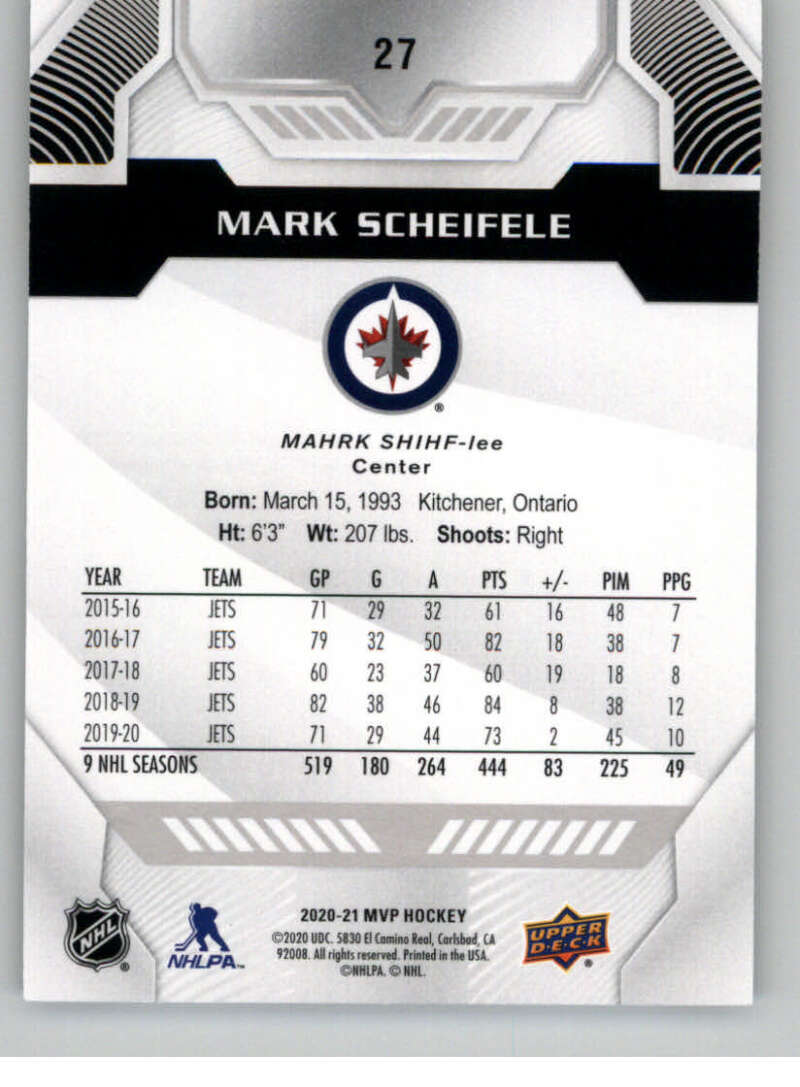 27
MARK SCHEIFELE
®
MAHRK SHIHF-lee
Center
Born: March 15, 1993 Kitchener, Ontario
Ht: 6'3" Wt: 207 lbs. Shoots: Right
YEAR TEAM GP G A PTS +/- PIM PPG
2015-16 JETS 71 29 32 61 16 48 7
2016-17 JETS 79 32 50 82 18 38 7
2017-18 JETS 60 23 37 60 19 18 8
2018-19 JETS 82 38 46 84 8 38 12
2019-20 JETS 71 29 44 73 2 45 10
9 NHL SEASONS 519 180 264 444 83 225 49
NHL ®
NHLPA™
2020-21 MVP HOCKEY
©2020 UDC. 5830 El Camino Real, Carlsbad, CA
92008. All rights reserved. Printed in the USA.
©NHLPA. © NHL.
UPPER
D·E·C·K ®